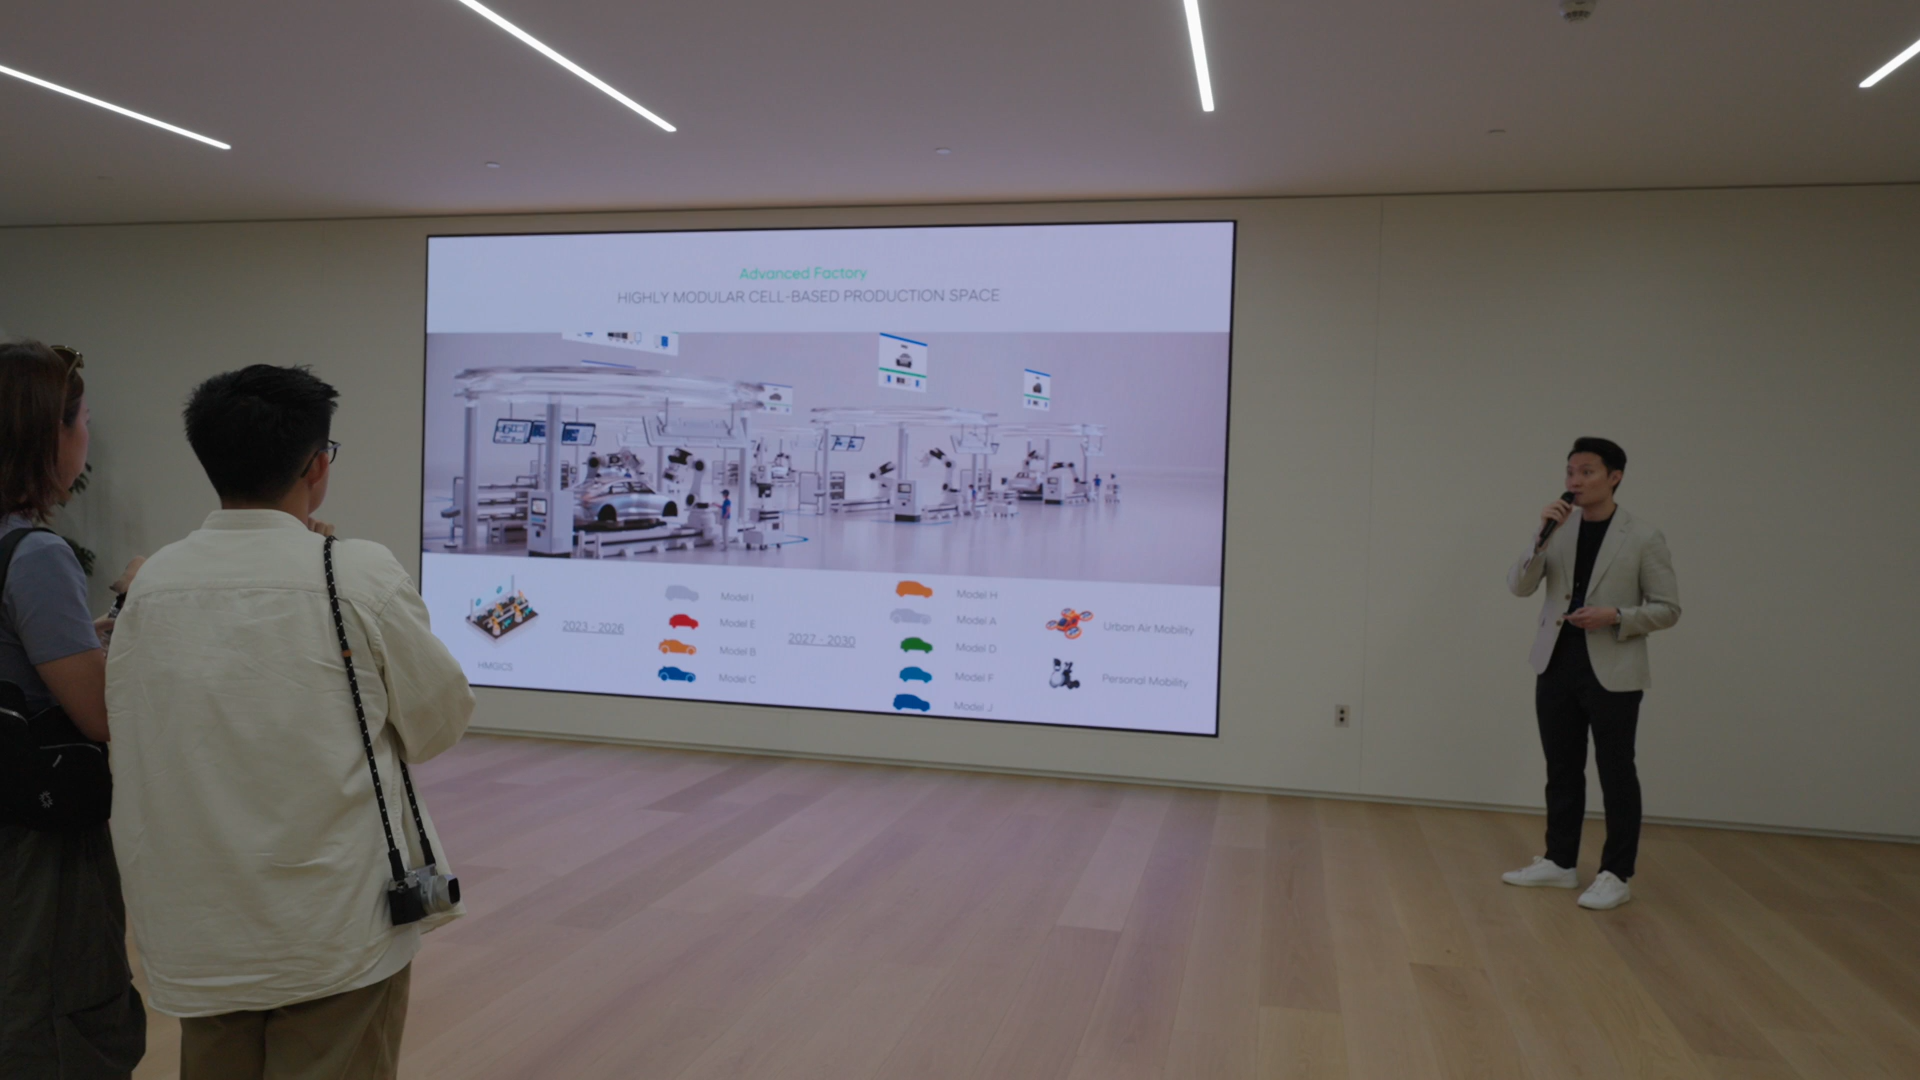 Advanced Factory
HIGHLY MODULAR CELL-BASED PRODUCTION SPACE
HMGICS
2023 - 2026
Model I
Model E
Model B
Model C
2027 - 2030
Model H
Model A
Model D
Model F
Model J
Urban Air Mobility
Personal Mobility